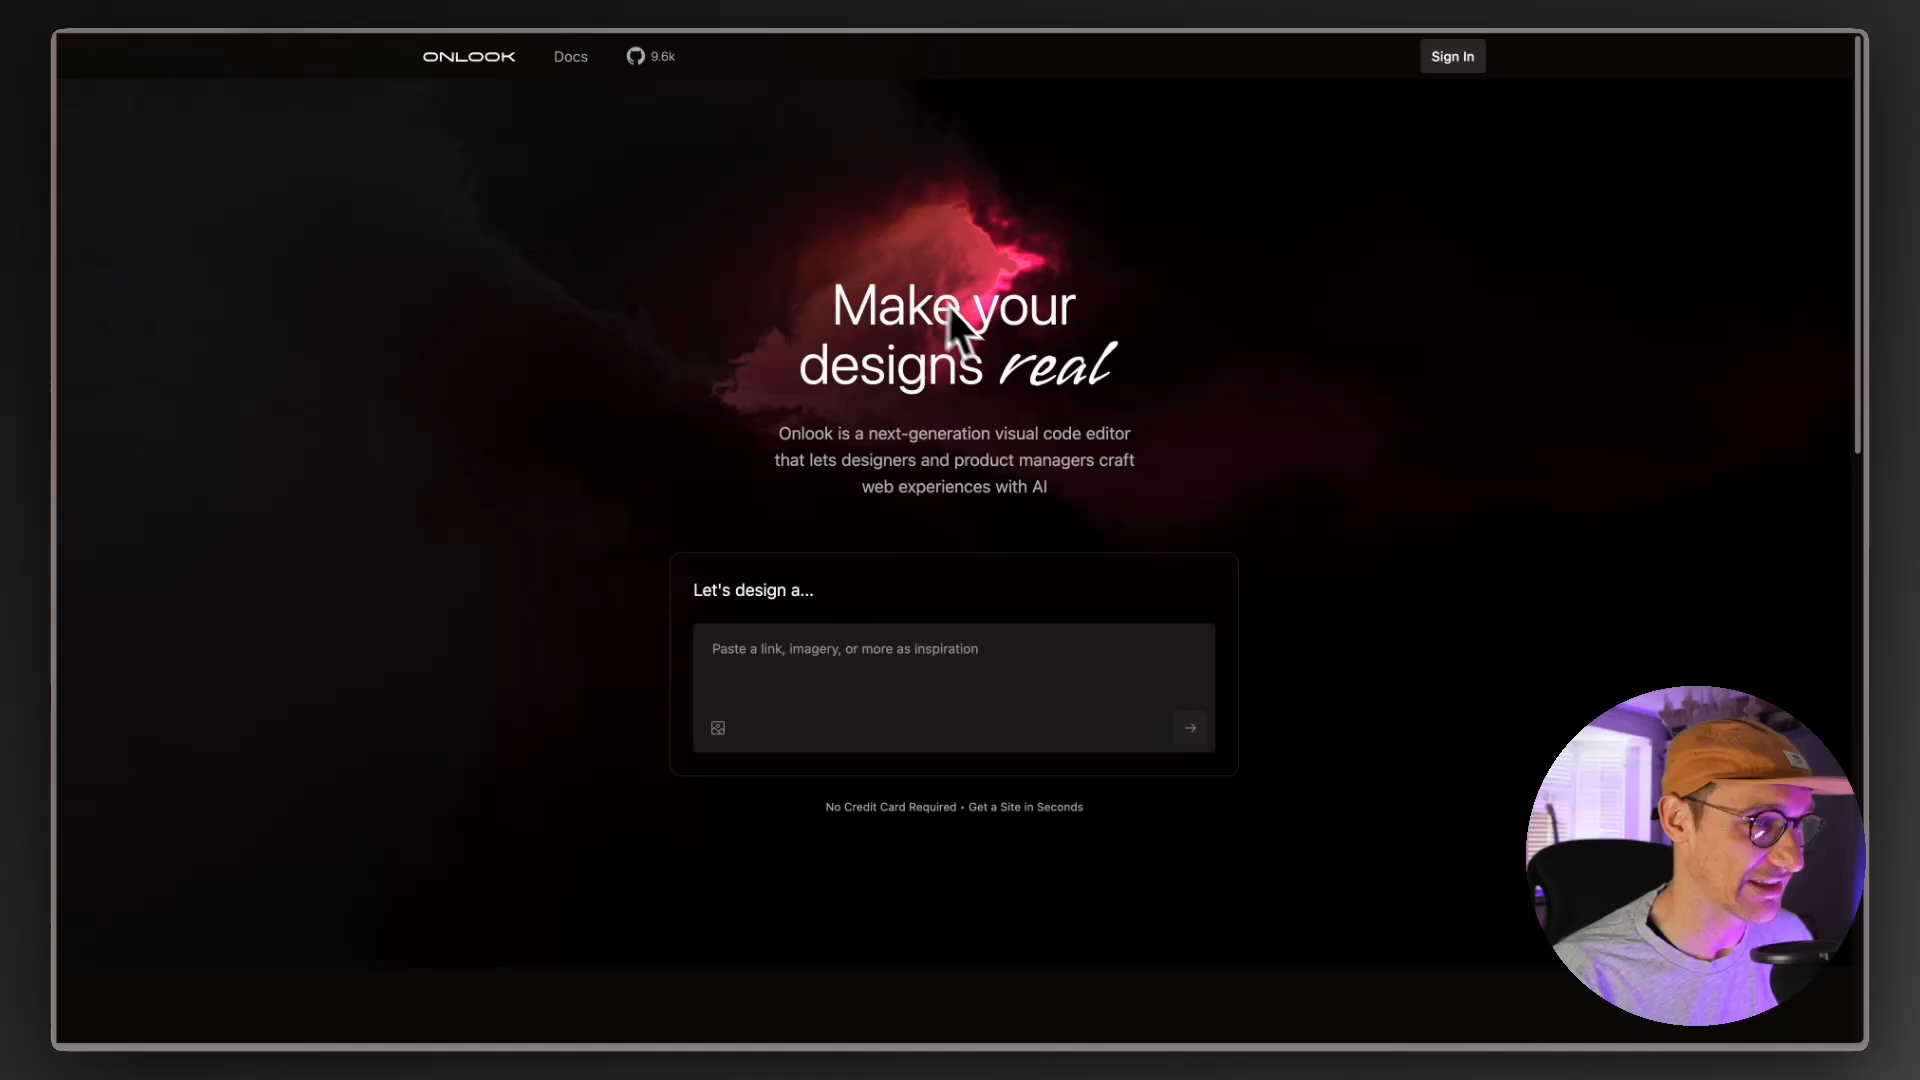 ONLOOK
Docs
9.6k
Sign In
Make your
designs real
Onlook is a next-generation visual code editor
that lets designers and product managers craft
web experiences with AI
Let's design a...
Paste a link, imagery, or more as inspiration
No Credit Card Required • Get a Site in Seconds